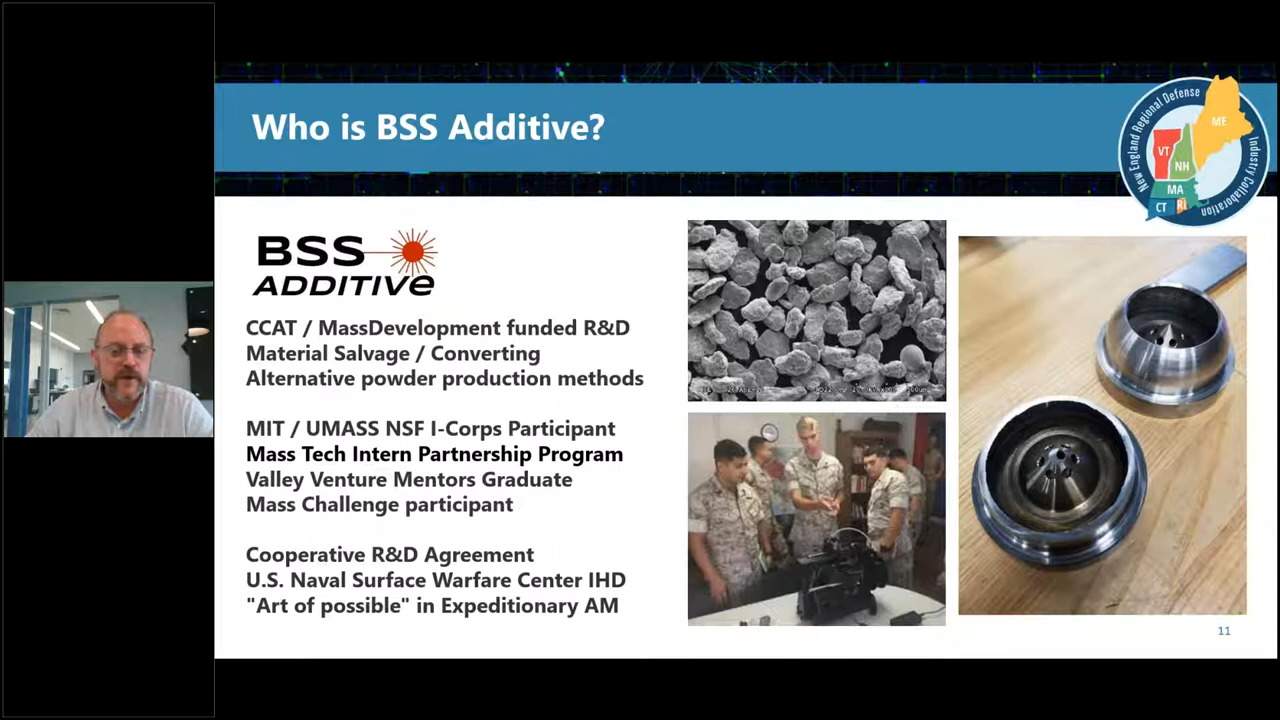 Who is BSS Additive?
New England Regional Defense
Industry Collaboration
ME
VT
NH
MA
CT
RI
BSS
ADDITIVE
CCAT / MassDevelopment funded R&D
Material Salvage / Converting
Alternative powder production methods
MIT / UMASS NSF I-Corps Participant
Mass Tech Intern Partnership Program
Valley Venture Mentors Graduate
Mass Challenge participant
Cooperative R&D Agreement
U.S. Naval Surface Warfare Center IHD
"Art of possible" in Expeditionary AM
11